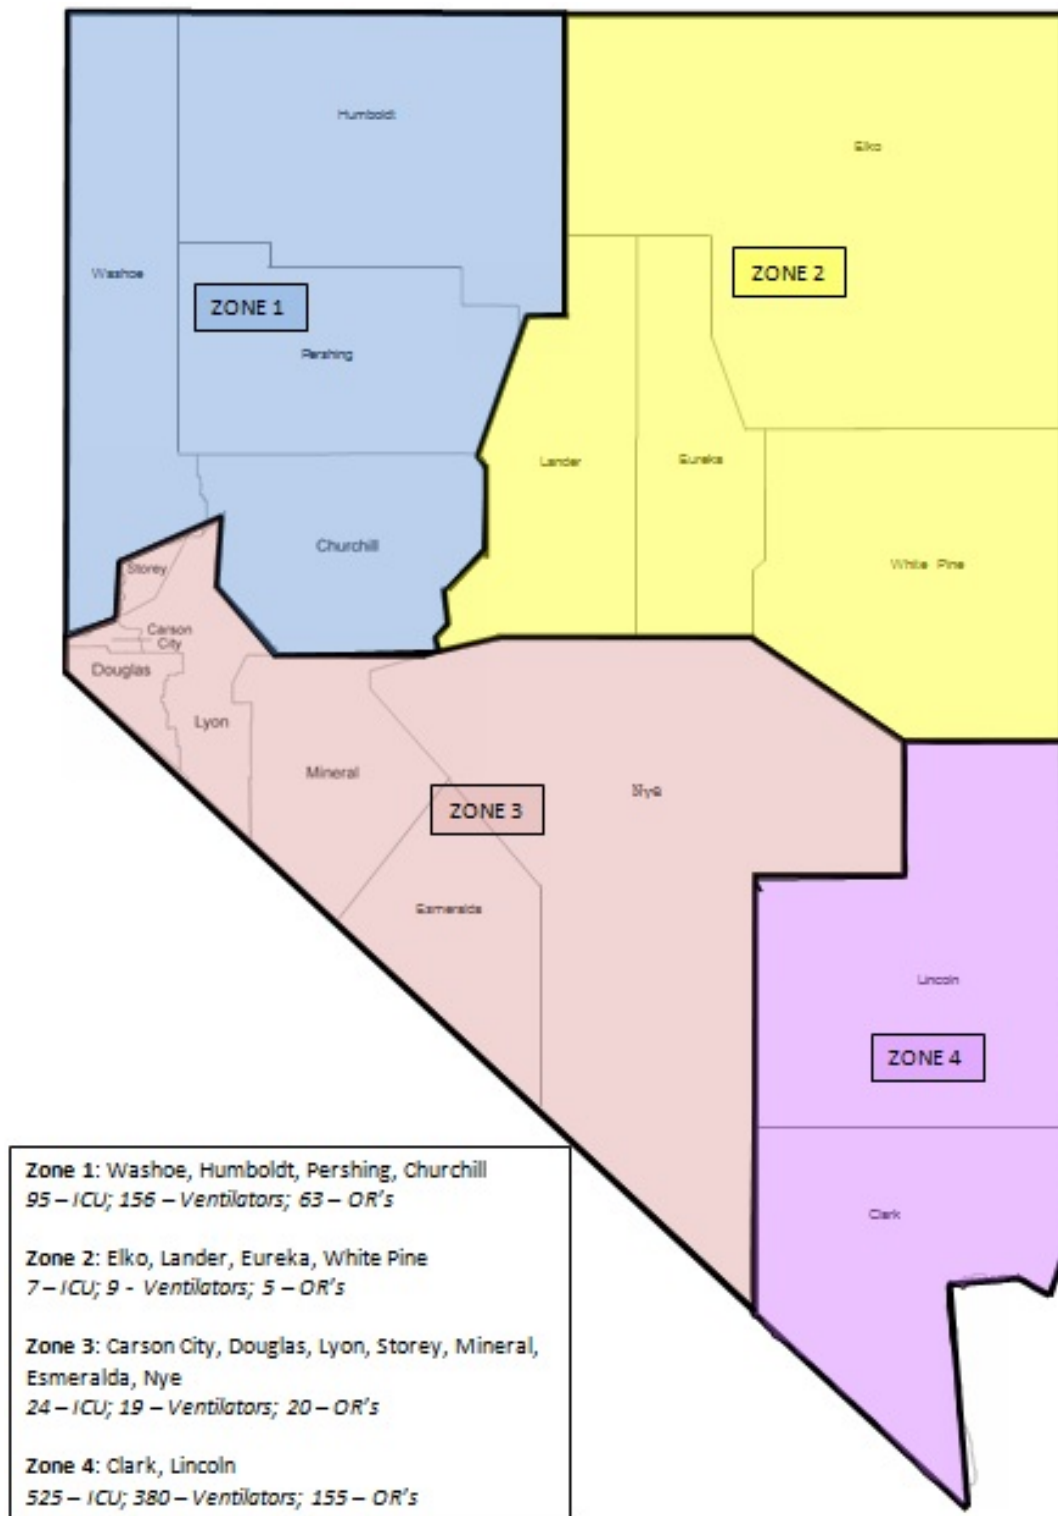 Humboldt
Elko
Washoe
ZONE 2
ZONE 1
Pershing
Lander
Eureka
Churchill
White Pine
Storey
Carson
City
Douglas
Lyon
Mineral
Nye
ZONE 3
Esmeralda
Lincoln
ZONE 4
Clark
Zone 1: Washoe, Humboldt, Pershing, Churchill
95 – ICU; 156 – Ventilators; 63 – OR's
Zone 2: Elko, Lander, Eureka, White Pine
7 – ICU; 9 - Ventilators; 5 – OR's
Zone 3: Carson City, Douglas, Lyon, Storey, Mineral,
Esmeralda, Nye
24 – ICU; 19 – Ventilators; 20 – OR's
Zone 4: Clark, Lincoln
525 – ICU; 380 – Ventilators; 155 – OR's